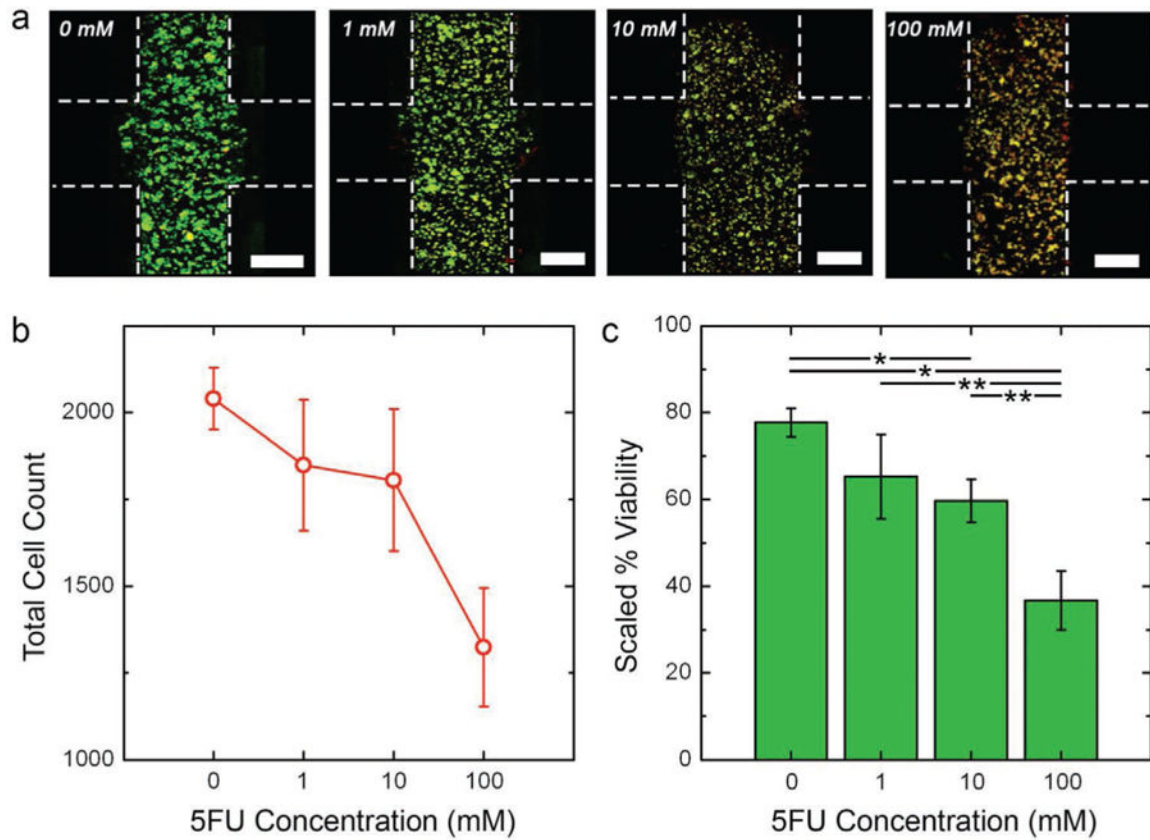 a
0 mM
1 mM
10 mM
100 mM
b
2000
1500
1000
Total Cell Count
0
1
10
100
5FU Concentration (mM)
c
100
80
60
40
20
0
Scaled % Viability
*
*
**
**
0
1
10
100
5FU Concentration (mM)